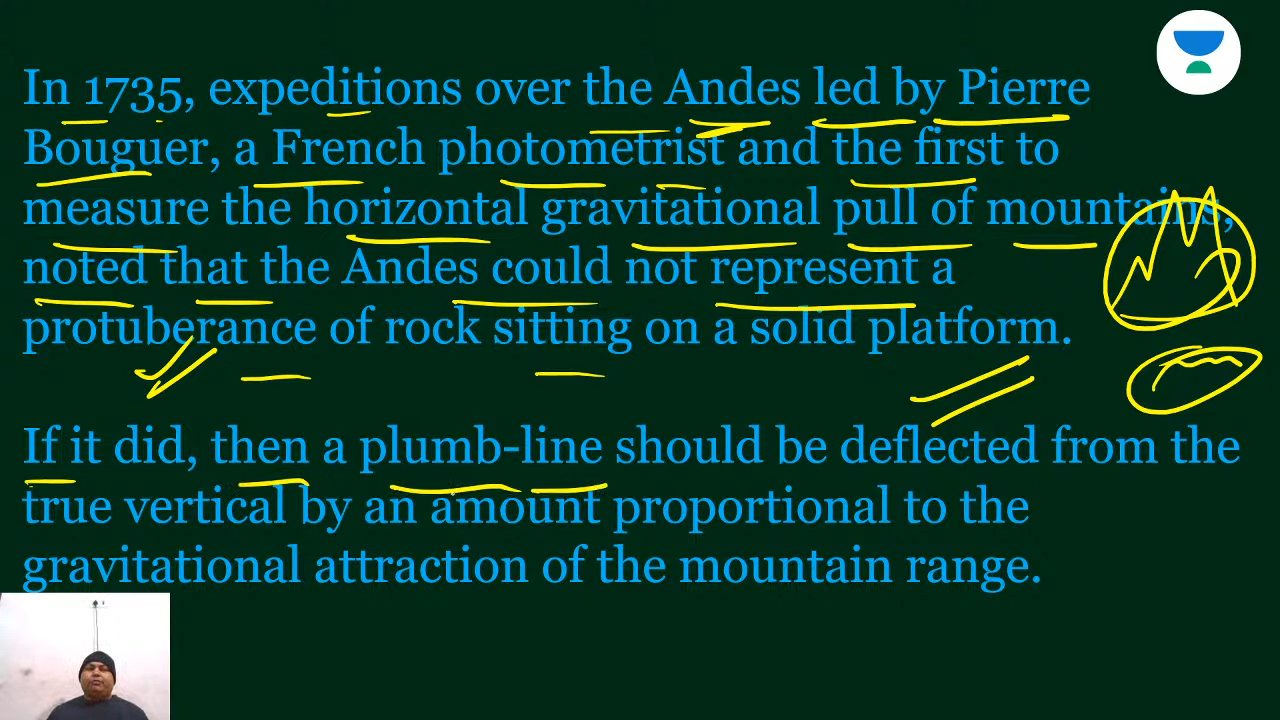 In 1735, expeditions over the Andes led by Pierre
Bouguer, a French photometrist and the first to
measure the horizontal gravitational pull of mountains,
noted that the Andes could not represent a
protuberance of rock sitting on a solid platform.
If it did, then a plumb-line should be deflected from the
true vertical by an amount proportional to the
gravitational attraction of the mountain range.